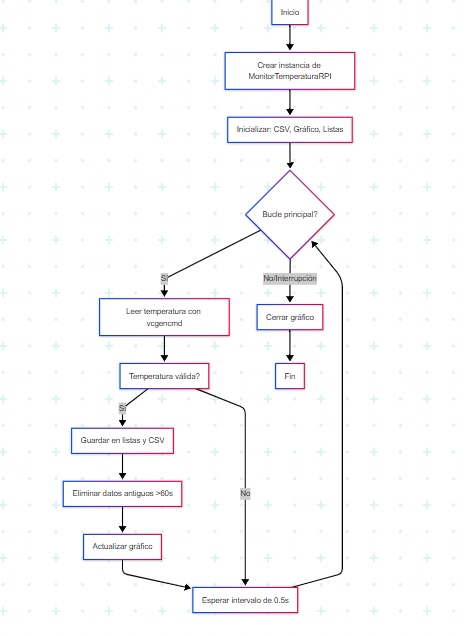 Inicio
Crear instancia de
MonitorTemperaturaRPI
Inicializar: CSV, Gráfico, Listas
Bucle principal?
Sí
No/Interrupción
Leer temperatura con
vcgencmd
Cerrar gráfico
Temperatura válida?
Fin
Sí
Guardar en listas y CSV
No
Eliminar datos antiguos >60s
Actualizar gráfico
Esperar intervalo de 0.5s